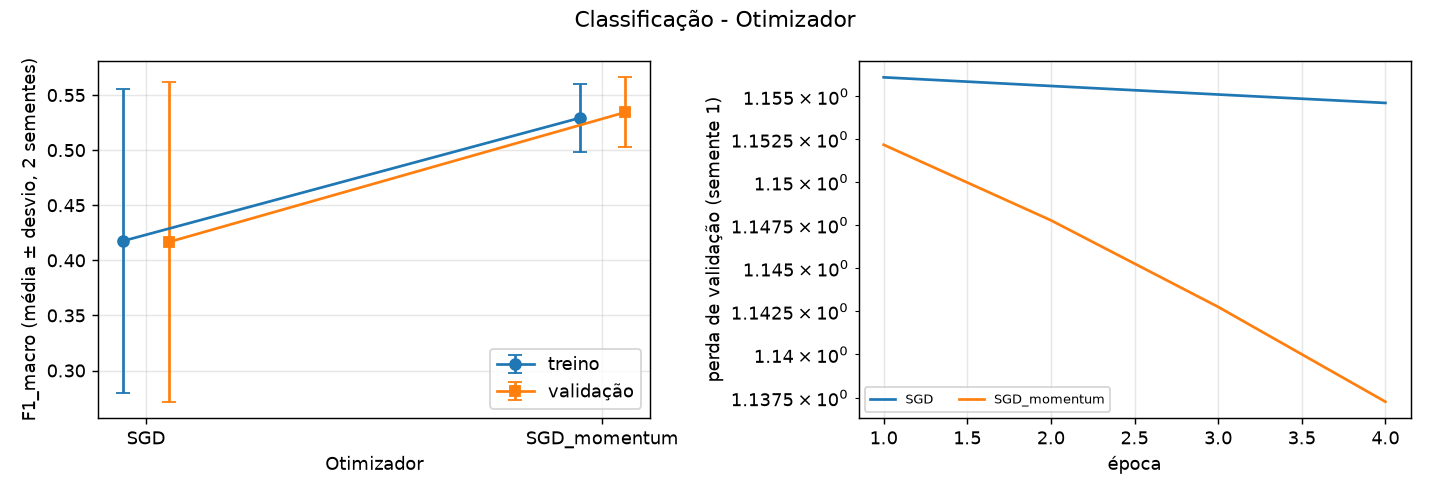 Classificação - Otimizador
F1_macro (média ± desvio, 2 sementes)
0.55
0.50
0.45
0.40
0.35
0.30
treino
validação
SGD
SGD_momentum
Otimizador
perda de validação (semente 1)
1.155 × 10⁰
1.1525 × 10⁰
1.15 × 10⁰
1.1475 × 10⁰
1.145 × 10⁰
1.1425 × 10⁰
1.14 × 10⁰
1.1375 × 10⁰
SGD SGD_momentum
1.0 1.5 2.0 2.5 3.0 3.5 4.0
época